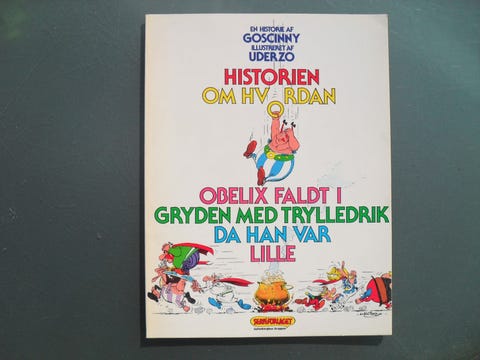 EN HISTORIE AF
GOSCINNY
ILLUSTRERET AF
UDERZO
HISTORIEN
OM HVORDAN
OBELIX FALDT I
GRYDEN MED TRYLLEDRIK
DA HAN VAR
LILLE
SERIEFORLAGET